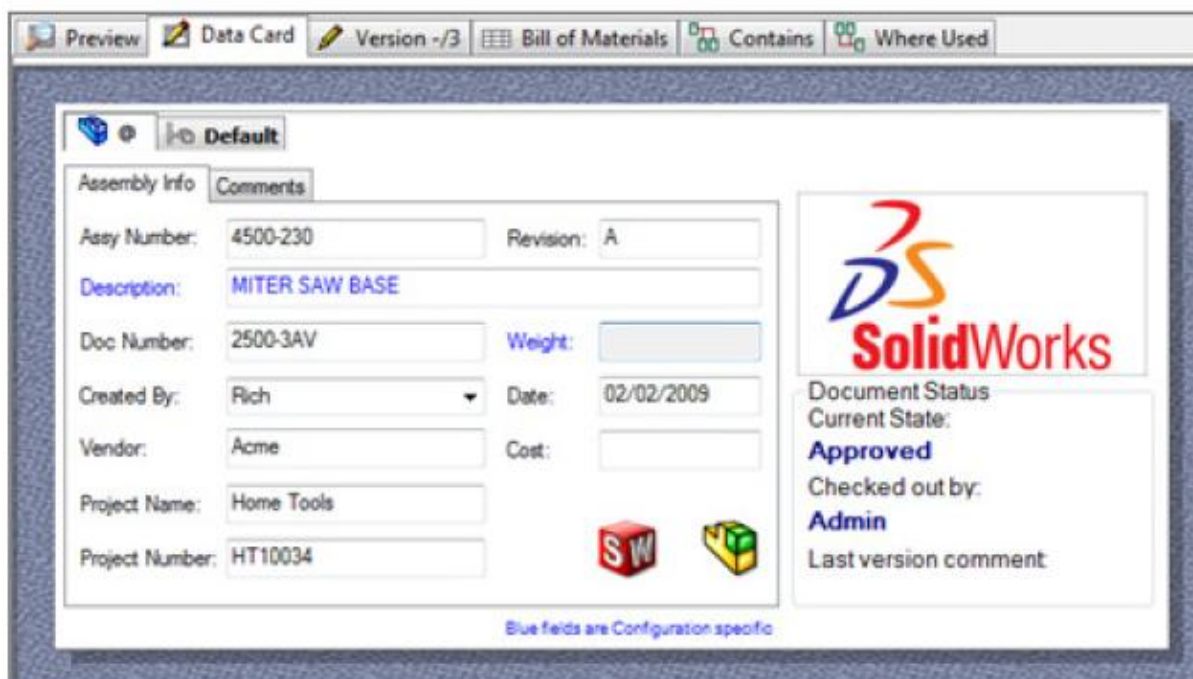 Preview Data Card Version -/3 Bill of Materials Contains Where Used
@ Default
Assembly Info Comments
Assy Number: 4500-230 Revision: A
Description: MITER SAW BASE
Doc Number: 2500-3AV Weight:
Created By: Rich Date: 02/02/2009
Vendor: Acme Cost:
Project Name: Home Tools
Project Number: HT10034
SW
Blue fields are Configuration specific
DS
SolidWorks
Document Status
Current State:
Approved
Checked out by:
Admin
Last version comment: